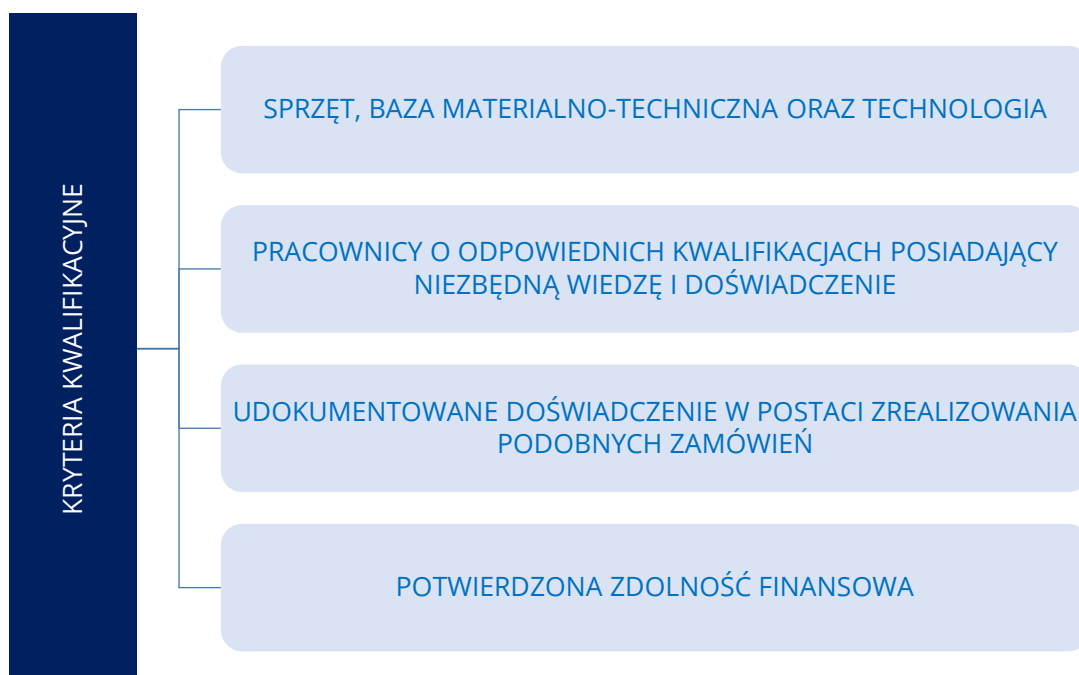 KRYTERIA KWALIFIKACYJNE
SPRZĘT, BAZA MATERIALNO-TECHNICZNA ORAZ TECHNOLOGIA
PRACOWNICY O ODPOWIEDNICH KWALIFIKACJACH POSIADAJĄCY
NIEZBĘDNĄ WIEDZĘ I DOŚWIADCZENIE
UDOKUMENTOWANE DOŚWIADCZENIE W POSTACI ZREALIZOWANIA
PODOBNYCH ZAMÓWIEŃ
POTWIERDZONA ZDOLNOŚĆ FINANSOWA